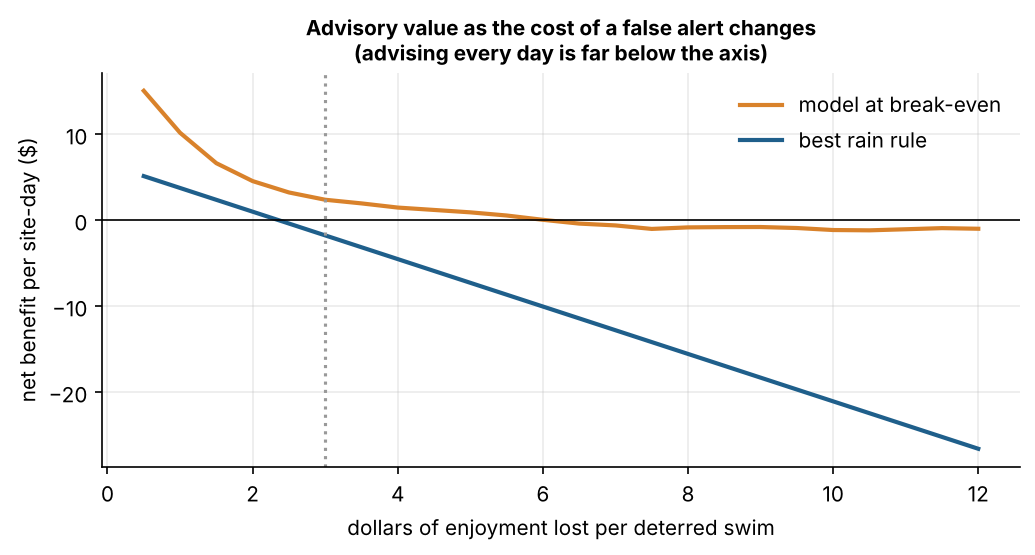 Advisory value as the cost of a false alert changes
(advising every day is far below the axis)
model at break-even
best rain rule
net benefit per site-day ($)
10
0
−10
−20
0 2 4 6 8 10 12
dollars of enjoyment lost per deterred swim